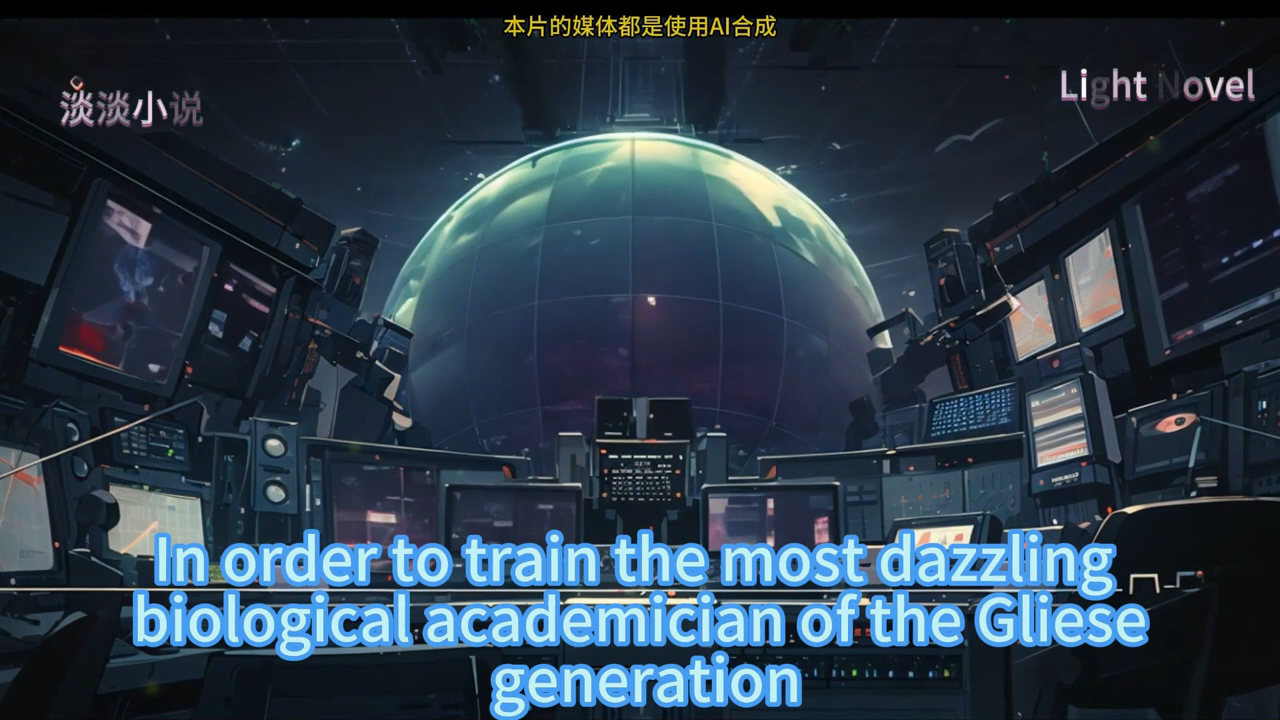 本片的媒体都是使用AI合成
淡淡小说
Light Novel
In order to train the most dazzling
biological academician of the Gliese
generation